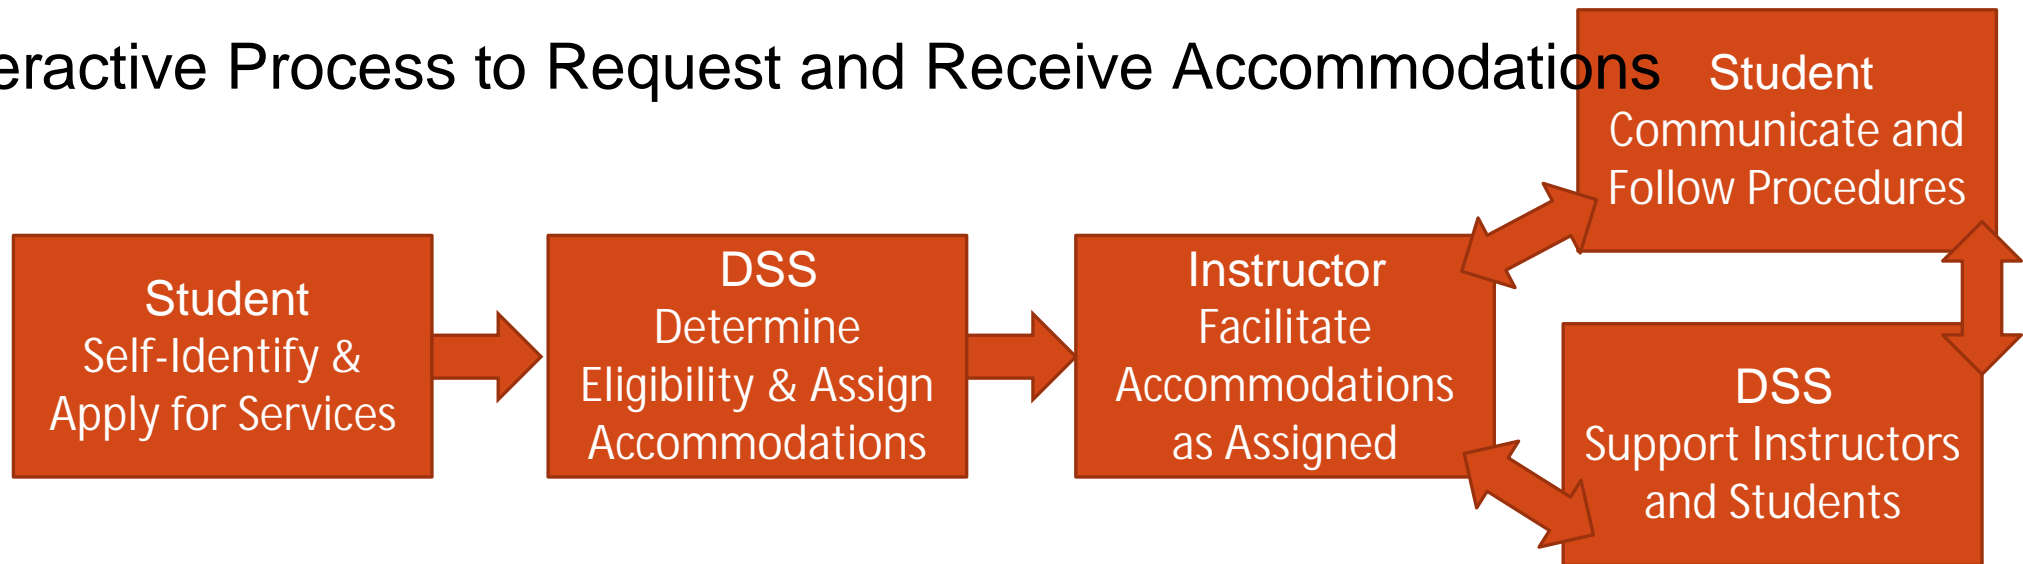 eractive Process to Request and Receive Accommodations
Student
Self-Identify &
Apply for Services
DSS
Determine
Eligibility & Assign
Accommodations
Instructor
Facilitate
Accommodations
as Assigned
Student
Communicate and
Follow Procedures
DSS
Support Instructors
and Students